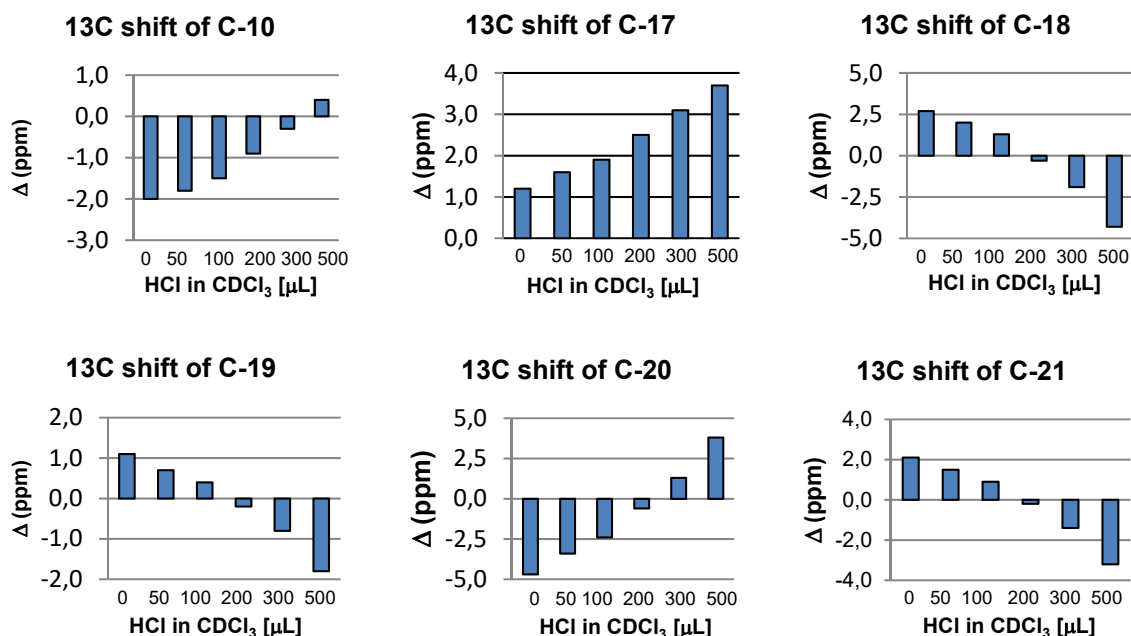 13C shift of C-10
1,0
0,0
-1,0
-2,0
-3,0
Δ (ppm)
0 50 100 200 300 500
HCl in CDCl₃ [μL]
13C shift of C-17
4,0
3,0
2,0
1,0
0,0
Δ (ppm)
0 50 100 200 300 500
HCl in CDCl₃ [μL]
13C shift of C-18
5,0
2,5
0,0
-2,5
-5,0
Δ (ppm)
0 50 100 200 300 500
HCl in CDCl₃ [μL]
13C shift of C-19
2,0
1,0
0,0
-1,0
-2,0
Δ (ppm)
0 50 100 200 300 500
HCl in CDCl₃ [μL]
13C shift of C-20
5,0
2,5
0,0
-2,5
-5,0
Δ (ppm)
0 50 100 200 300 500
HCl in CDCl₃ [μL]
13C shift of C-21
4,0
2,0
0,0
-2,0
-4,0
Δ (ppm)
0 50 100 200 300 500
HCl in CDCl₃ [μL]